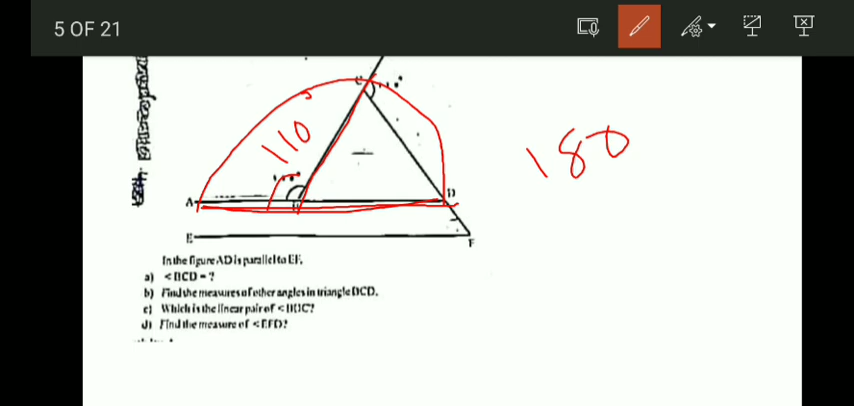 5 OF 21
C
110
180
A
D
E
F
In the figure AD is parallel to EF.
a) <BCD = ?
b) Find the measures of other angles in triangle BCD.
c) Which is the linear pair of <BDC?
d) Find the measure of <EFD?